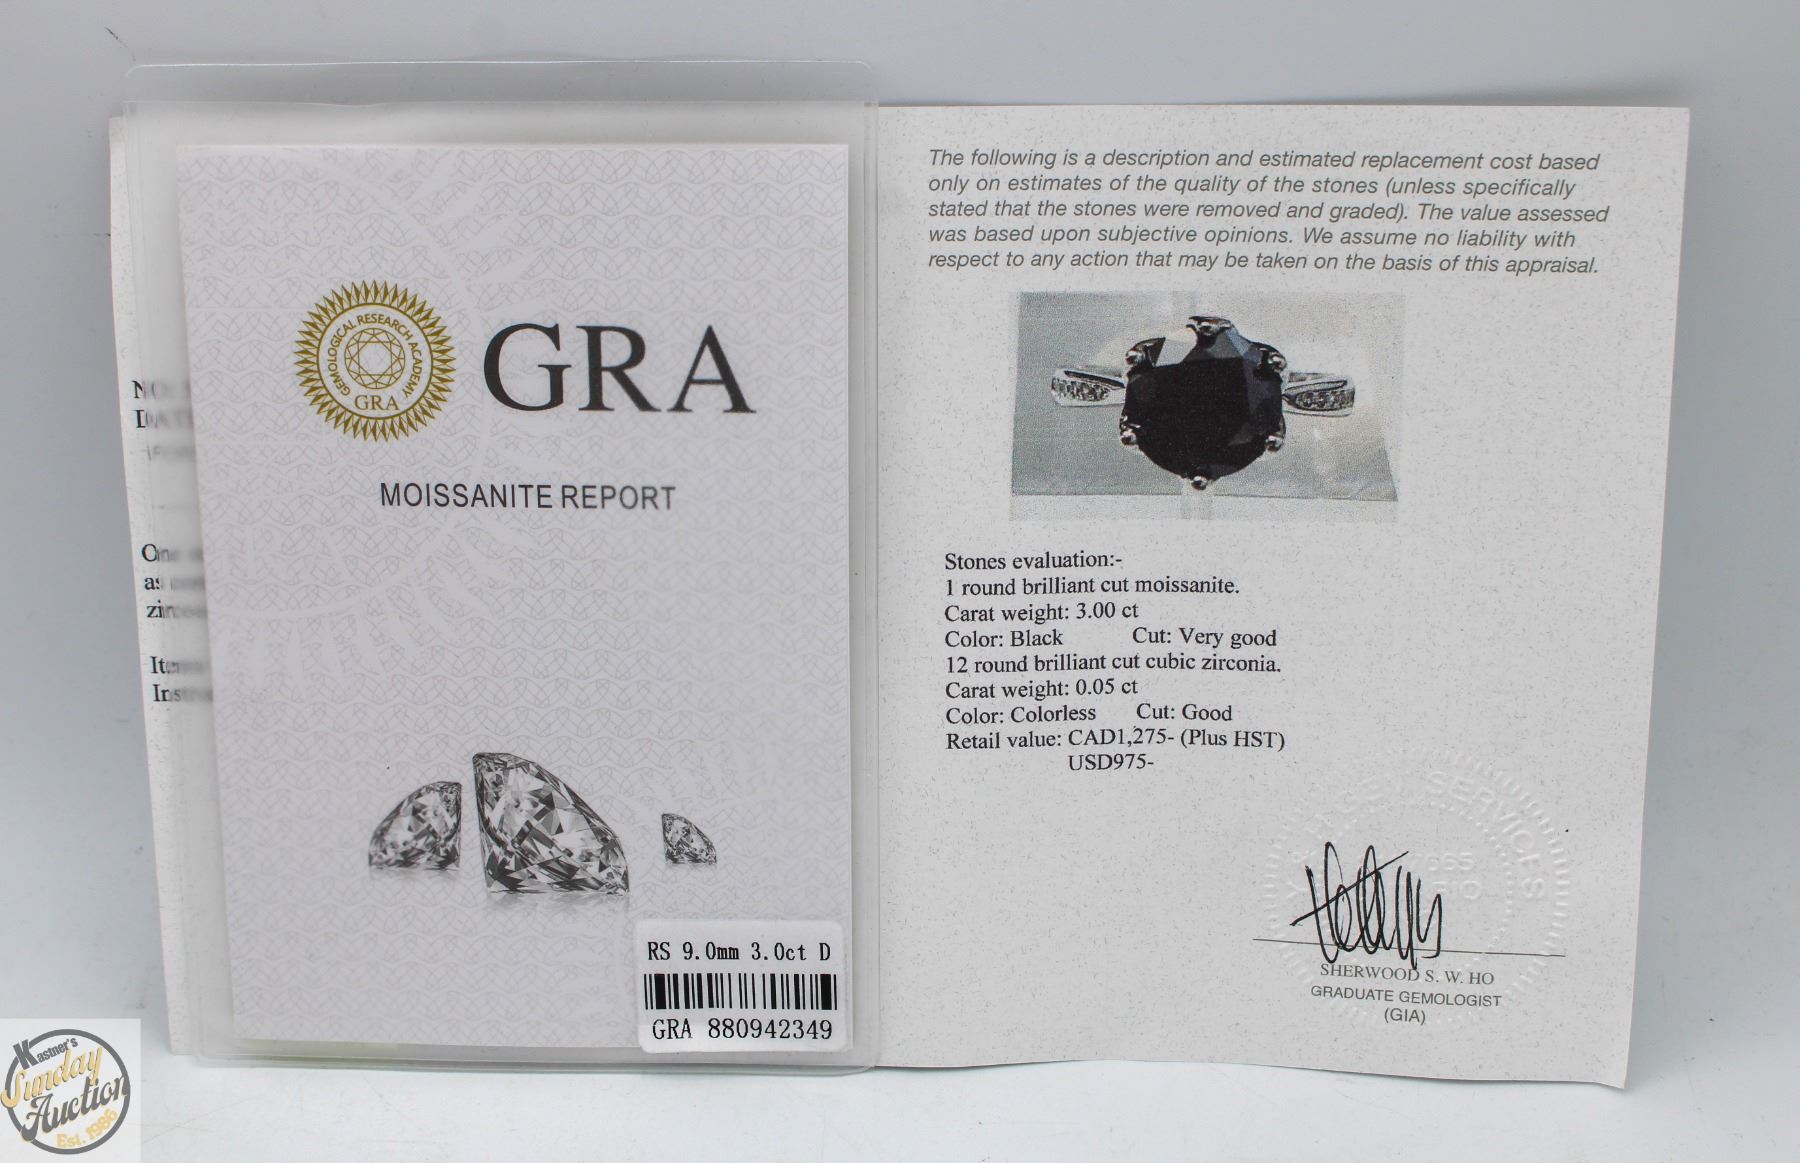 GEMOLOGICAL RESEARCH ACADEMY
GRA
GRA
MOISSANITE REPORT
RS 9.0mm 3.0ct D
GRA 880942349
The following is a description and estimated replacement cost based
only on estimates of the quality of the stones (unless specifically
stated that the stones were removed and graded). The value assessed
was based upon subjective opinions. We assume no liability with
respect to any action that may be taken on the basis of this appraisal.
Stones evaluation:-
1 round brilliant cut moissanite.
Carat weight: 3.00 ct
Color: Black Cut: Very good
12 round brilliant cut cubic zirconia.
Carat weight: 0.05 ct
Color: Colorless Cut: Good
Retail value: CAD1,275- (Plus HST)
USD975-
SERVICES
SHERWOOD S. W. HO
GRADUATE GEMOLOGIST
(GIA)
Kastner's
Sunday
Auction
Est. 1986